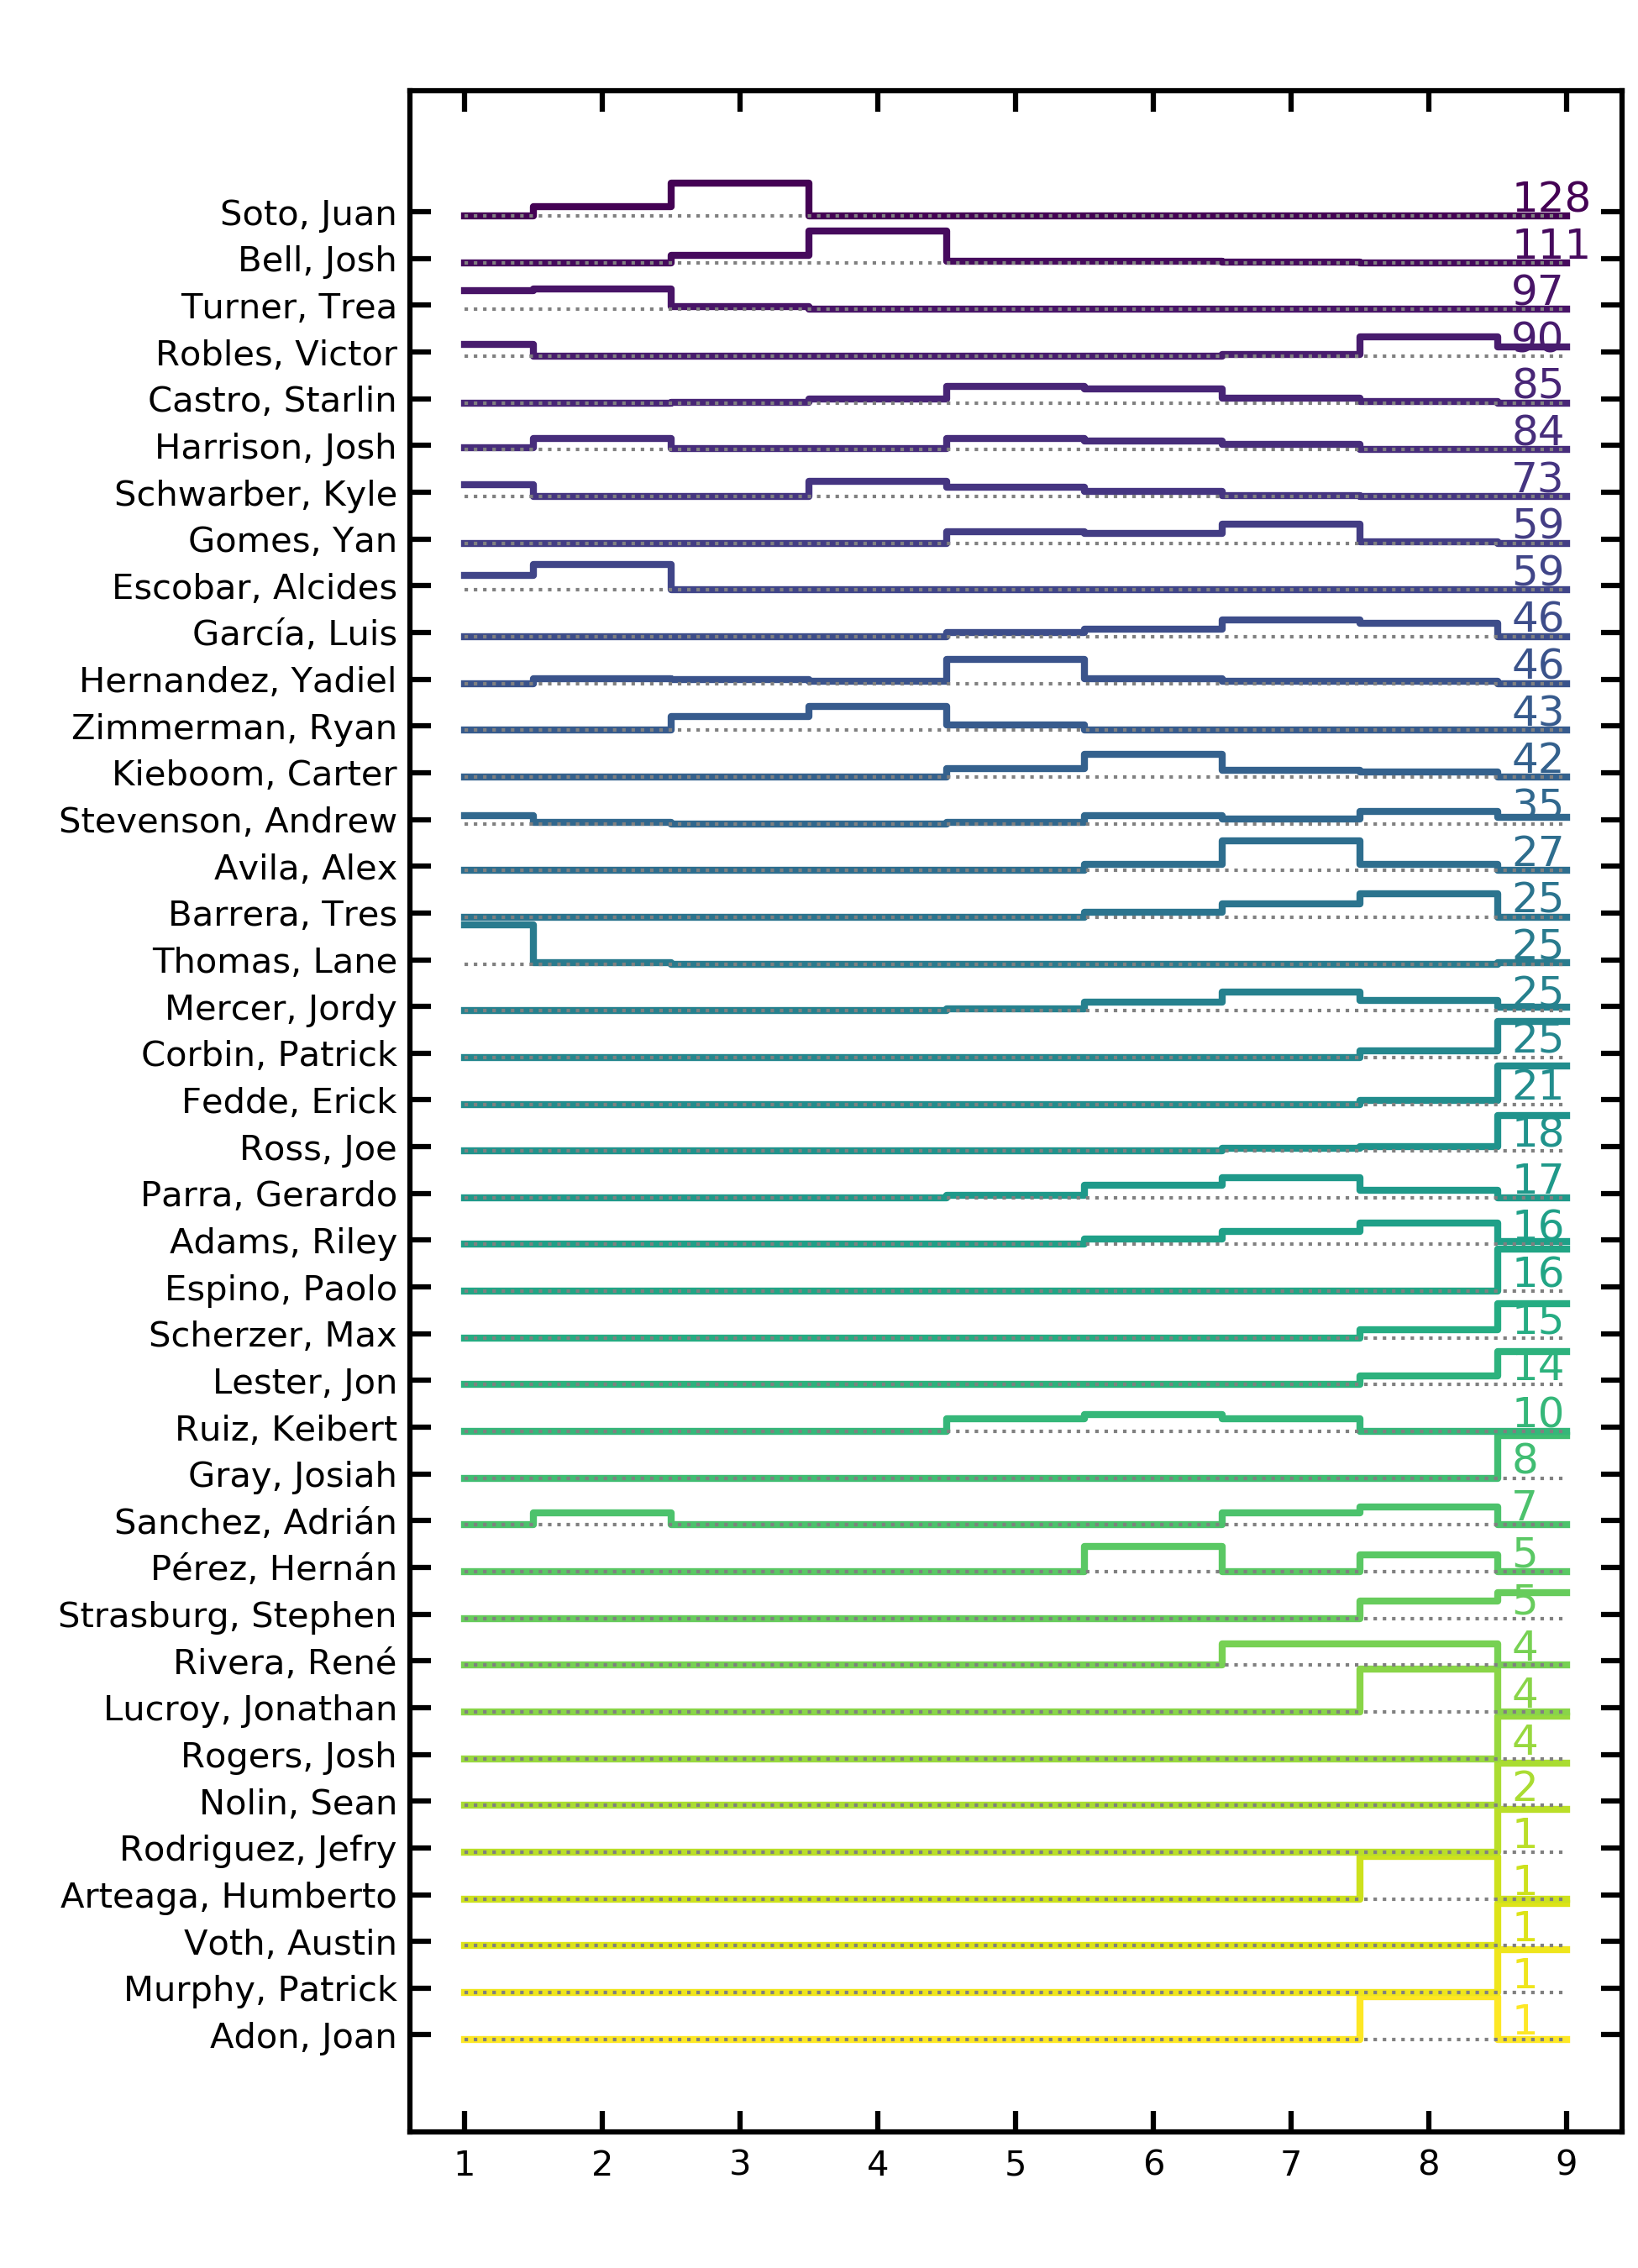 Soto, Juan 128
Bell, Josh 111
Turner, Trea 97
Robles, Victor 90
Castro, Starlin 85
Harrison, Josh 84
Schwarber, Kyle 73
Gomes, Yan 59
Escobar, Alcides 59
García, Luis 46
Hernandez, Yadiel 46
Zimmerman, Ryan 43
Kieboom, Carter 42
Stevenson, Andrew 35
Avila, Alex 27
Barrera, Tres 25
Thomas, Lane 25
Mercer, Jordy 25
Corbin, Patrick 25
Fedde, Erick 21
Ross, Joe 18
Parra, Gerardo 17
Adams, Riley 16
Espino, Paolo 16
Scherzer, Max 15
Lester, Jon 14
Ruiz, Keibert 10
Gray, Josiah 8
Sanchez, Adrián 7
Pérez, Hernán 5
Strasburg, Stephen 5
Rivera, René 4
Lucroy, Jonathan 4
Rogers, Josh 4
Nolin, Sean 2
Rodriguez, Jefry 1
Arteaga, Humberto 1
Voth, Austin 1
Murphy, Patrick 1
Adon, Joan 1
1 2 3 4 5 6 7 8 9